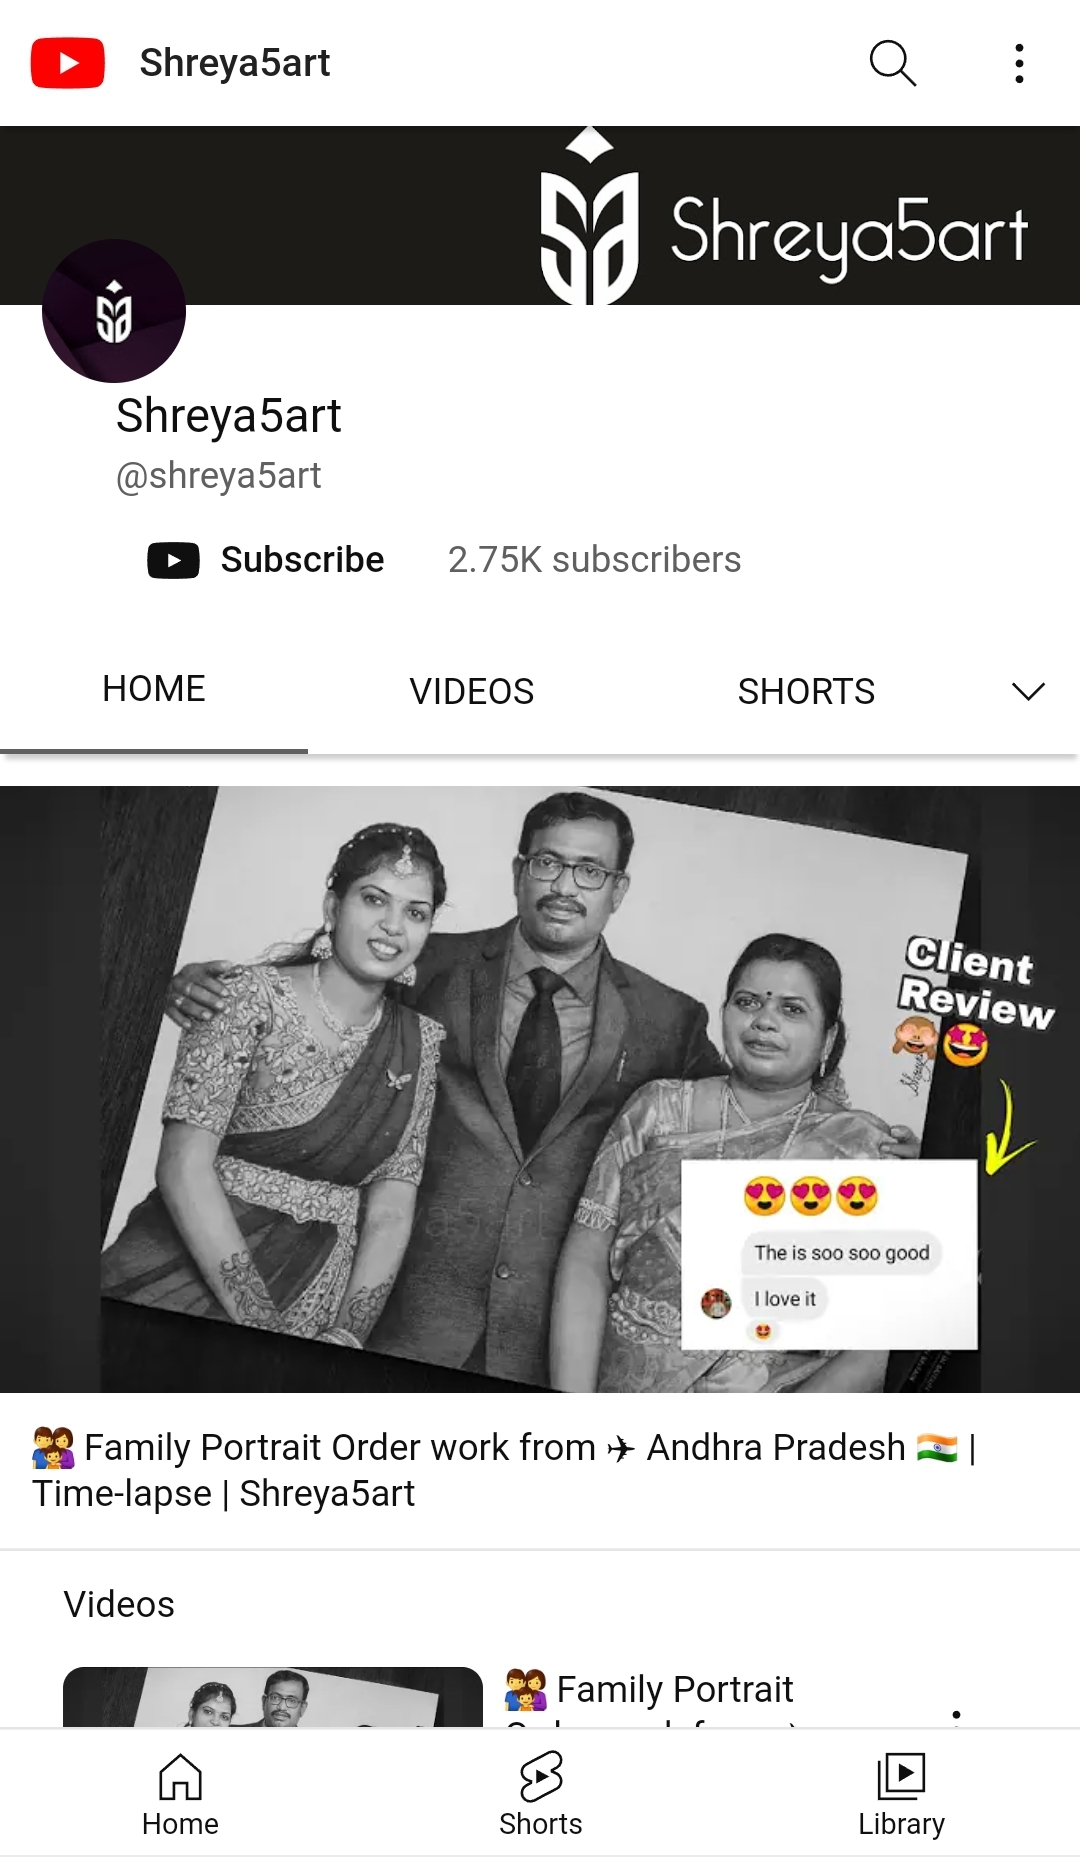 Shreya5art
Shreya5art
Shreya5art
@shreya5art
Subscribe 2.75K subscribers
HOME VIDEOS SHORTS
Client
Review
🙈🤩
😍😍😍
The is soo soo good
I love it
🤩
👨‍👩‍👦 Family Portrait Order work from ✈ Andhra Pradesh 🇮🇳 |
Time-lapse | Shreya5art
Videos
👨‍👩‍👦 Family Portrait
Home Shorts Library